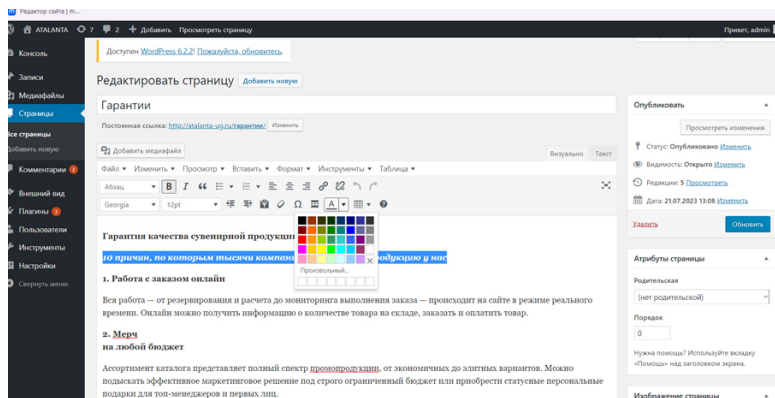 Редактор сайта | m...
ATALANTA 7 2 + Добавить Просмотреть страницу Привет, admin
Консоль
Записи
Медиафайлы
Страницы
Все страницы
Добавить новую
Комментарии 2
Внешний вид
Плагины
Пользователи
Инструменты
Настройки
Свернуть меню
Доступен WordPress 6.2.2! Пожалуйста, обновитесь.
Редактировать страницу Добавить новую
Гарантии
Постоянная ссылка: http://atalanta-ug.ru/гарантии/ Изменить
Добавить медиафайл Визуально Текст
Файл Изменить Просмотр Вставить Формат Инструменты Таблица
Абзац B I
Georgia 12pt Ω A
Произвольный...
Гарантия качества сувенирной продукции
10 причин, по которым тысячи компан
родукцию у нас
1. Работа с заказом онлайн
Вся работа — от резервирования и расчета до мониторинга выполнения заказа — происходит на сайте в режиме реального
времени. Онлайн можно получить информацию о количестве товара на складе, заказать и оплатить товар.
2. Мерч
на любой бюджет
Ассортимент каталога представляет полный спектр промопродукции, от экономичных до элитных вариантов. Можно
подыскать эффективное маркетинговое решение под строго ограниченный бюджет или приобрести статусные персональные
подарки для топ-менеджеров и первых лиц.
Опубликовать
Просмотреть изменения
Статус: Опубликовано Изменить
Видимость: Открыто Изменить
Редакции: 5 Просмотреть
Дата: 21.07.2023 13:08 Изменить
Удалить Обновить
Атрибуты страницы
Родительская
(нет родительской)
Порядок
0
Нужна помощь? Используйте вкладку
«Помощь» над заголовком экрана.
Изображение страницы